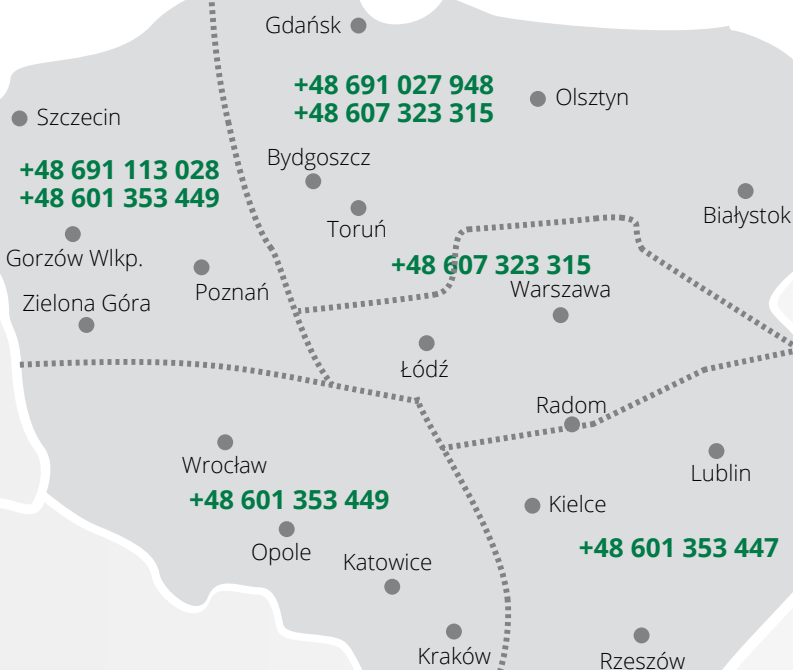 Gdańsk
+48 691 027 948
+48 607 323 315
Olsztyn
Szczecin
+48 691 113 028
+48 601 353 449
Bydgoszcz
Toruń
Białystok
Gorzów Wlkp.
Poznań
Zielona Góra
+48 607 323 315
Warszawa
Łódź
Radom
Wrocław
+48 601 353 449
Opole
Katowice
Kraków
Lublin
Kielce
+48 601 353 447
Rzeszów